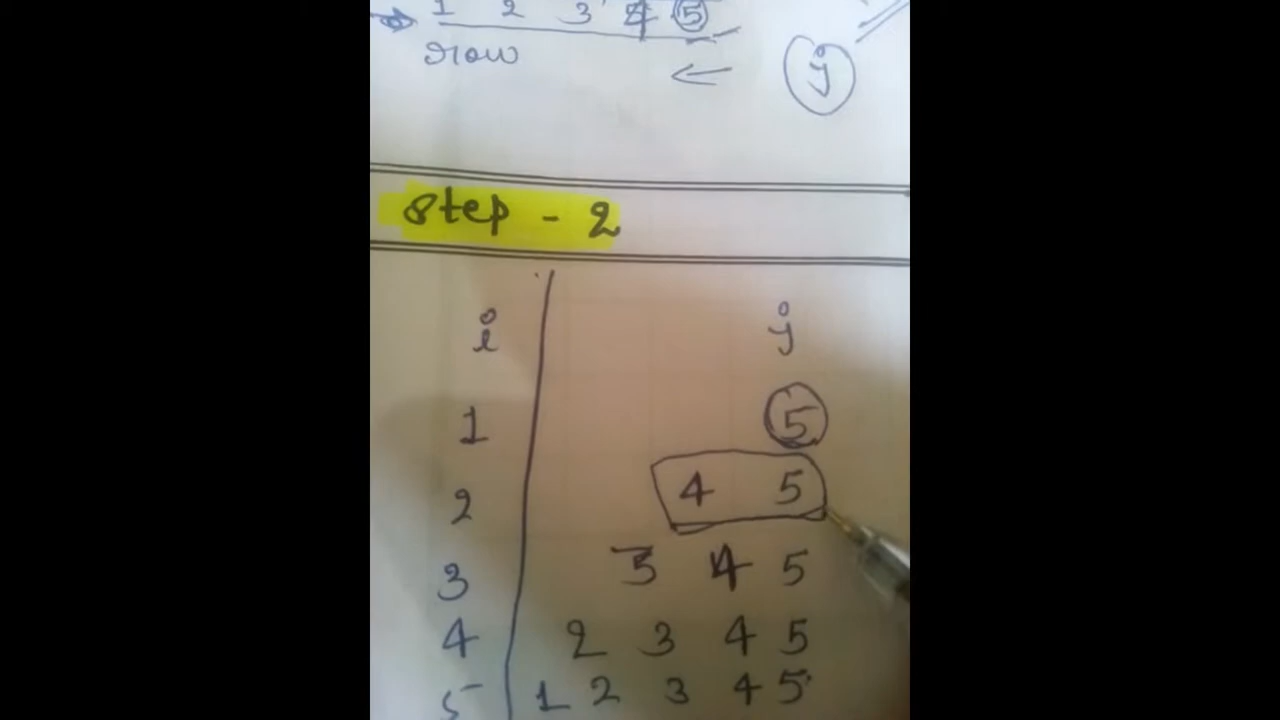 1 2 3 4 5
row
j
Step - 2
i j
1 5
2 4 5
3 3 4 5
4 2 3 4 5
5 1 2 3 4 5